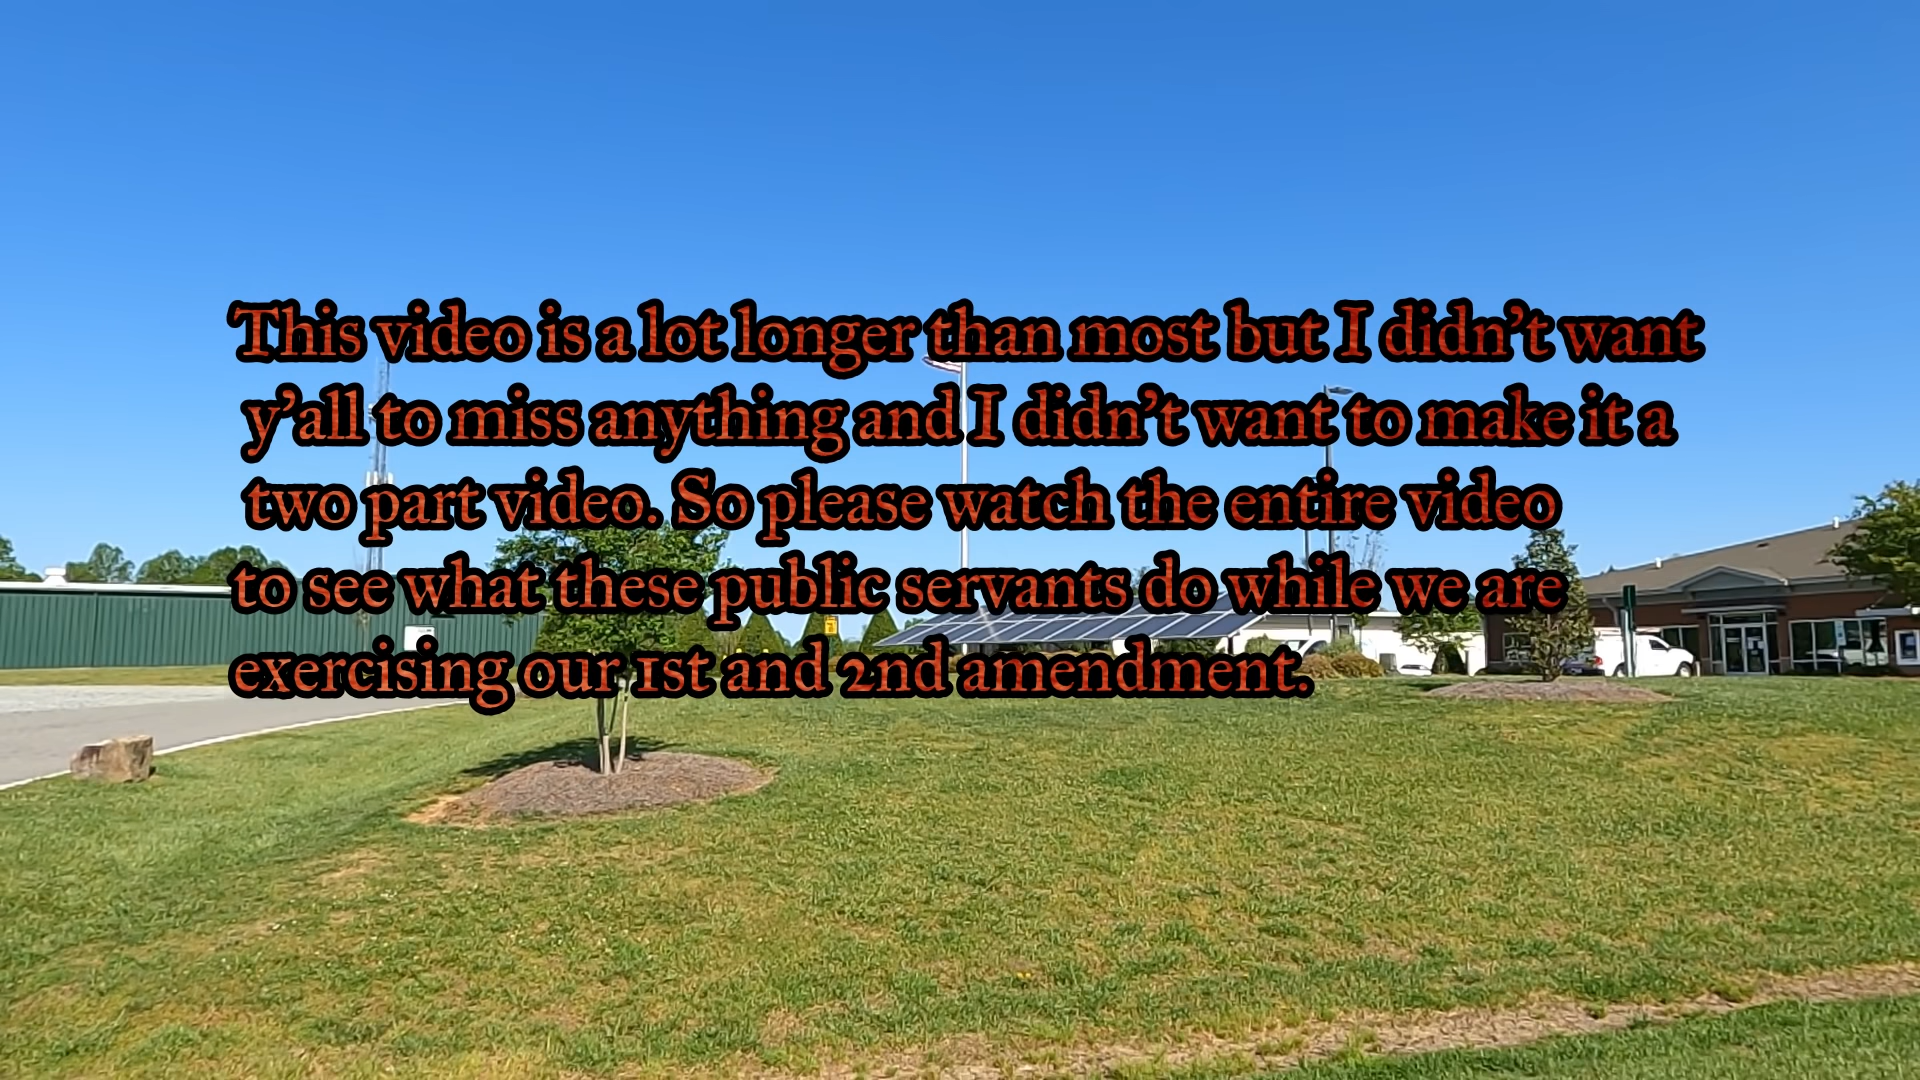 This video is a lot longer than most but I didn't want
y'all to miss anything and I didn't want to make it a
two part video. So please watch the entire video
to see what these public servants do while we are
exercising our 1st and 2nd amendment.